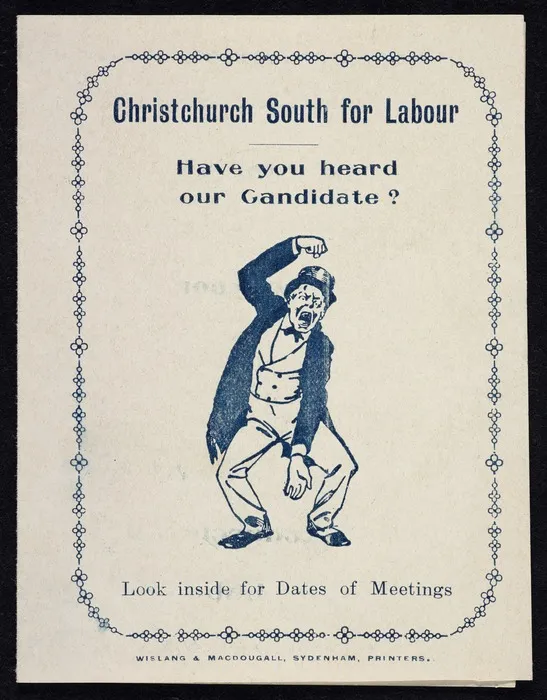 Christchurch South for Labour
Have you heard
our Candidate ?
Look inside for Dates of Meetings
WISLANG & MACDOUGALL, SYDENHAM, PRINTERS.